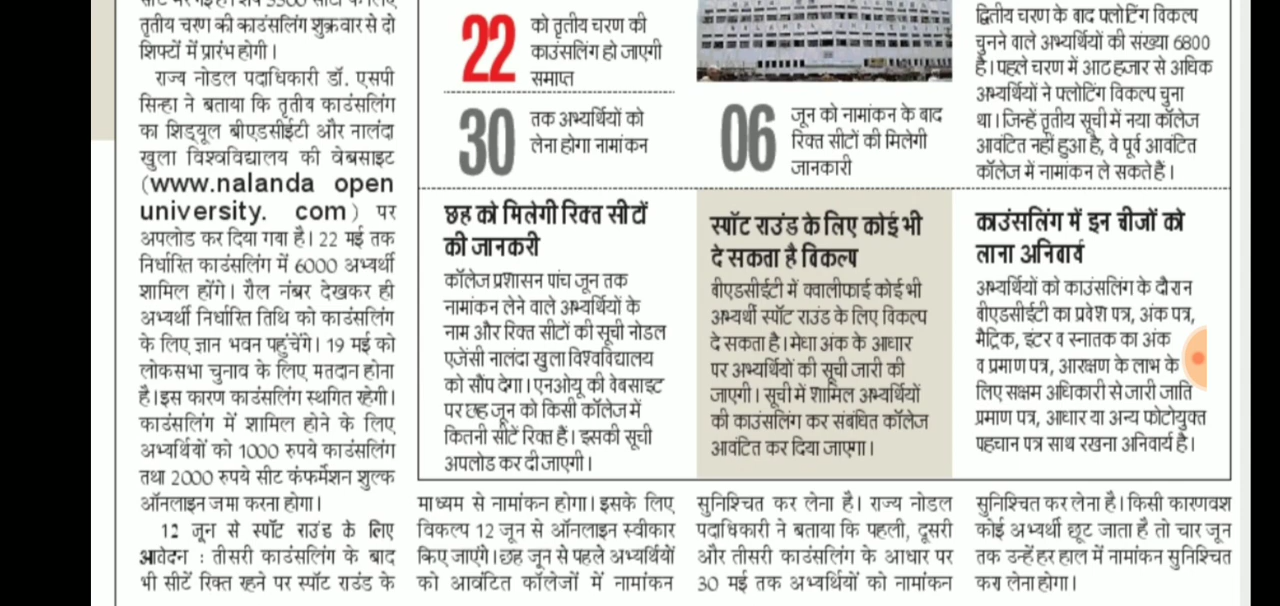 तृतीय चरण की काउंसलिंग शुक्रवार से दो
शिफ्टों में प्रारंभ होगी।
राज्य नोडल पदाधिकारी डॉ. एसपी
सिन्हा ने बताया कि तृतीय काउंसलिंग
का शिड्यूल बीएडसीईटी और नालंदा
खुला विश्वविद्यालय की वेबसाइट
(www.nalanda open
university. com) पर
अपलोड कर दिया गया है। 22 मई तक
निर्धारित काउंसलिंग में 6000 अभ्यर्थी
शामिल होंगे। रौल नंबर देखकर ही
अभ्यर्थी निर्धारित तिथि को काउंसलिंग
के लिए ज्ञान भवन पहुंचेंगे। 19 मई को
लोकसभा चुनाव के लिए मतदान होना
है।इस कारण काउंसलिंग स्थगित रहेगी।
काउंसलिंग में शामिल होने के लिए
अभ्यर्थियों को 1000 रुपये काउंसलिंग
तथा 2000 रुपये सीट कंफर्मेशन शुल्क
ऑनलाइन जमा करना होगा।
12 जून से स्पॉट राउंड के लिए
आवेदन : तीसरी काउंसलिंग के बाद
भी सीटें रिक्त रहने पर स्पॉट राउंड के
22
को तृतीय चरण की
काउंसलिंग हो जाएगी
समाप्त
30
तक अभ्यर्थियों को
लेना होगा नामांकन
06
जून को नामांकन के बाद
रिक्त सीटों की मिलेगी
जानकारी
द्वितीय चरण के बाद फ्लोटिंग विकल्प
चुनने वाले अभ्यर्थियों की संख्या 6800
है। पहले चरण में आठ हजार से अधिक
अभ्यर्थियों ने फ्लोटिंग विकल्प चुना
था। जिन्हें तृतीय सूची में नया कॉलेज
आवंटित नहीं हुआ है, वे पूर्व आवंटित
कॉलेज में नामांकन ले सकते हैं।
छह को मिलेगी रिक्त सीटों
की जानकरी
कॉलेज प्रशासन पांच जून तक
नामांकन लेने वाले अभ्यर्थियों के
नाम और रिक्त सीटों की सूची नोडल
एजेंसी नालंदा खुला विश्वविद्यालय
को सौंप देगा। एनओयू की वेबसाइट
पर छह जून को किसी कॉलेज में
कितनी सीटें रिक्त हैं। इसकी सूची
अपलोड कर दी जाएगी।
स्पॉट राउंड के लिए कोई भी
दे सकता है विकल्प
बीएडसीईटी में क्वालीफाई कोई भी
अभ्यर्थी स्पॉट राउंड के लिए विकल्प
दे सकता है। मेधा अंक के आधार
पर अभ्यर्थियों की सूची जारी की
जाएगी। सूची में शामिल अभ्यर्थियों
की काउंसलिंग कर संबंधित कॉलेज
आवंटित कर दिया जाएगा।
काउंसलिंग में इन चीजों को
लाना अनिवार्य
अभ्यर्थियों को काउंसलिंग के दौरान
बीएडसीईटी का प्रवेश पत्र, अंक पत्र,
मैट्रिक, इंटर व स्नातक का अंक
व प्रमाण पत्र, आरक्षण के लाभ के
लिए सक्षम अधिकारी से जारी जाति
प्रमाण पत्र, आधार या अन्य फोटोयुक्त
पहचान पत्र साथ रखना अनिवार्य है।
माध्यम से नामांकन होगा। इसके लिए
विकल्प 12 जून से ऑनलाइन स्वीकार
किए जाएंगे। छह जून से पहले अभ्यर्थियों
को आवंटित कॉलेजों में नामांकन
सुनिश्चित कर लेना है। राज्य नोडल
पदाधिकारी ने बताया कि पहली, दूसरी
और तीसरी काउंसलिंग के आधार पर
30 मई तक अभ्यर्थियों को नामांकन
सुनिश्चित कर लेना है। किसी कारणवश
कोई अभ्यर्थी छूट जाता है तो चार जून
तक उन्हें हर हाल में नामांकन सुनिश्चित
करा लेना होगा।